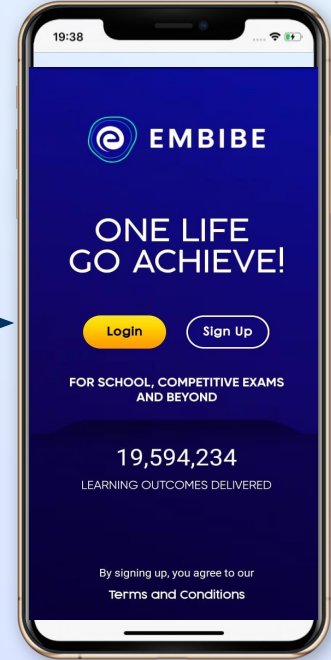 19:38
EMBIBE
ONE LIFE
GO ACHIEVE!
Login
Sign Up
FOR SCHOOL, COMPETITIVE EXAMS
AND BEYOND
19,594,234
LEARNING OUTCOMES DELIVERED
By signing up, you agree to our
Terms and Conditions